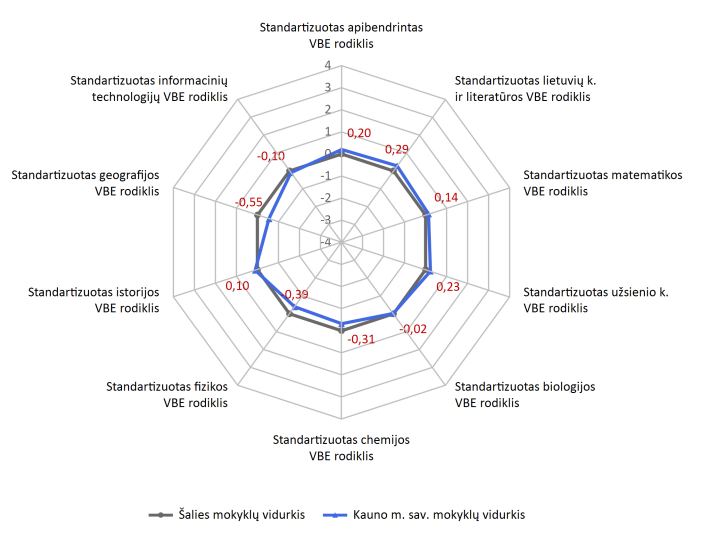 Standartizuotas apibendrintas
VBE rodiklis
Standartizuotas lietuvių k.
ir literatūros VBE rodiklis
Standartizuotas matematikos
VBE rodiklis
Standartizuotas užsienio k.
VBE rodiklis
Standartizuotas biologijos
VBE rodiklis
Standartizuotas chemijos
VBE rodiklis
Standartizuotas fizikos
VBE rodiklis
Standartizuotas istorijos
VBE rodiklis
Standartizuotas geografijos
VBE rodiklis
Standartizuotas informacinių
technologijų VBE rodiklis
4
3
2
1
0
-1
-2
-3
-4
0,20
0,29
0,14
0,23
-0,02
-0,31
-0,39
0,10
-0,55
-0,10
Šalies mokyklų vidurkis
Kauno m. sav. mokyklų vidurkis